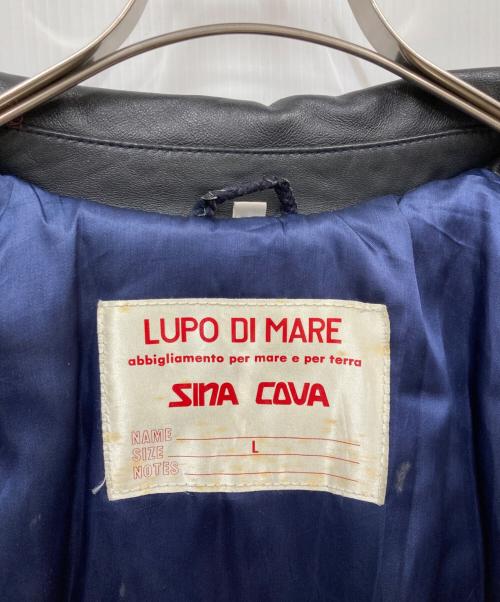 LUPO DI MARE
abbigliamento per mare e per terra
SINA COVA
NAME
SIZE L
NOTES